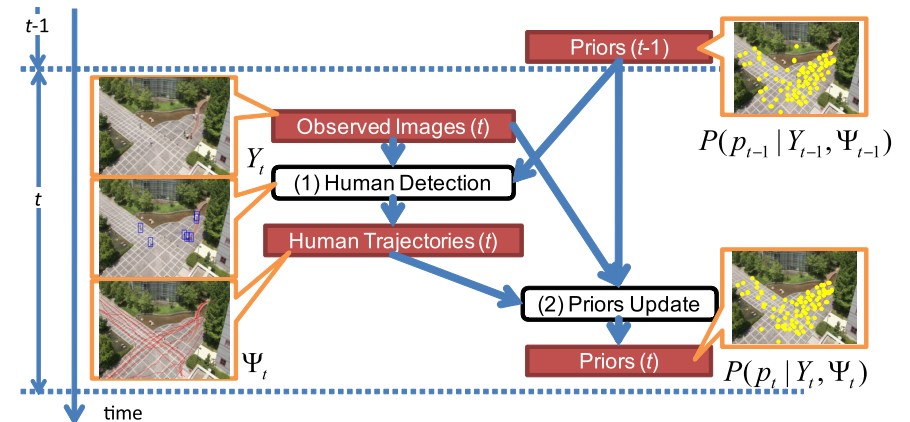 t-1
Priors (t-1)
P(p_{t-1} | Y_{t-1}, Ψ_{t-1})
Observed Images (t)
Y_t
(1) Human Detection
t
Human Trajectories (t)
(2) Priors Update
Ψ_t
Priors (t)
P(p_t | Y_t, Ψ_t)
time